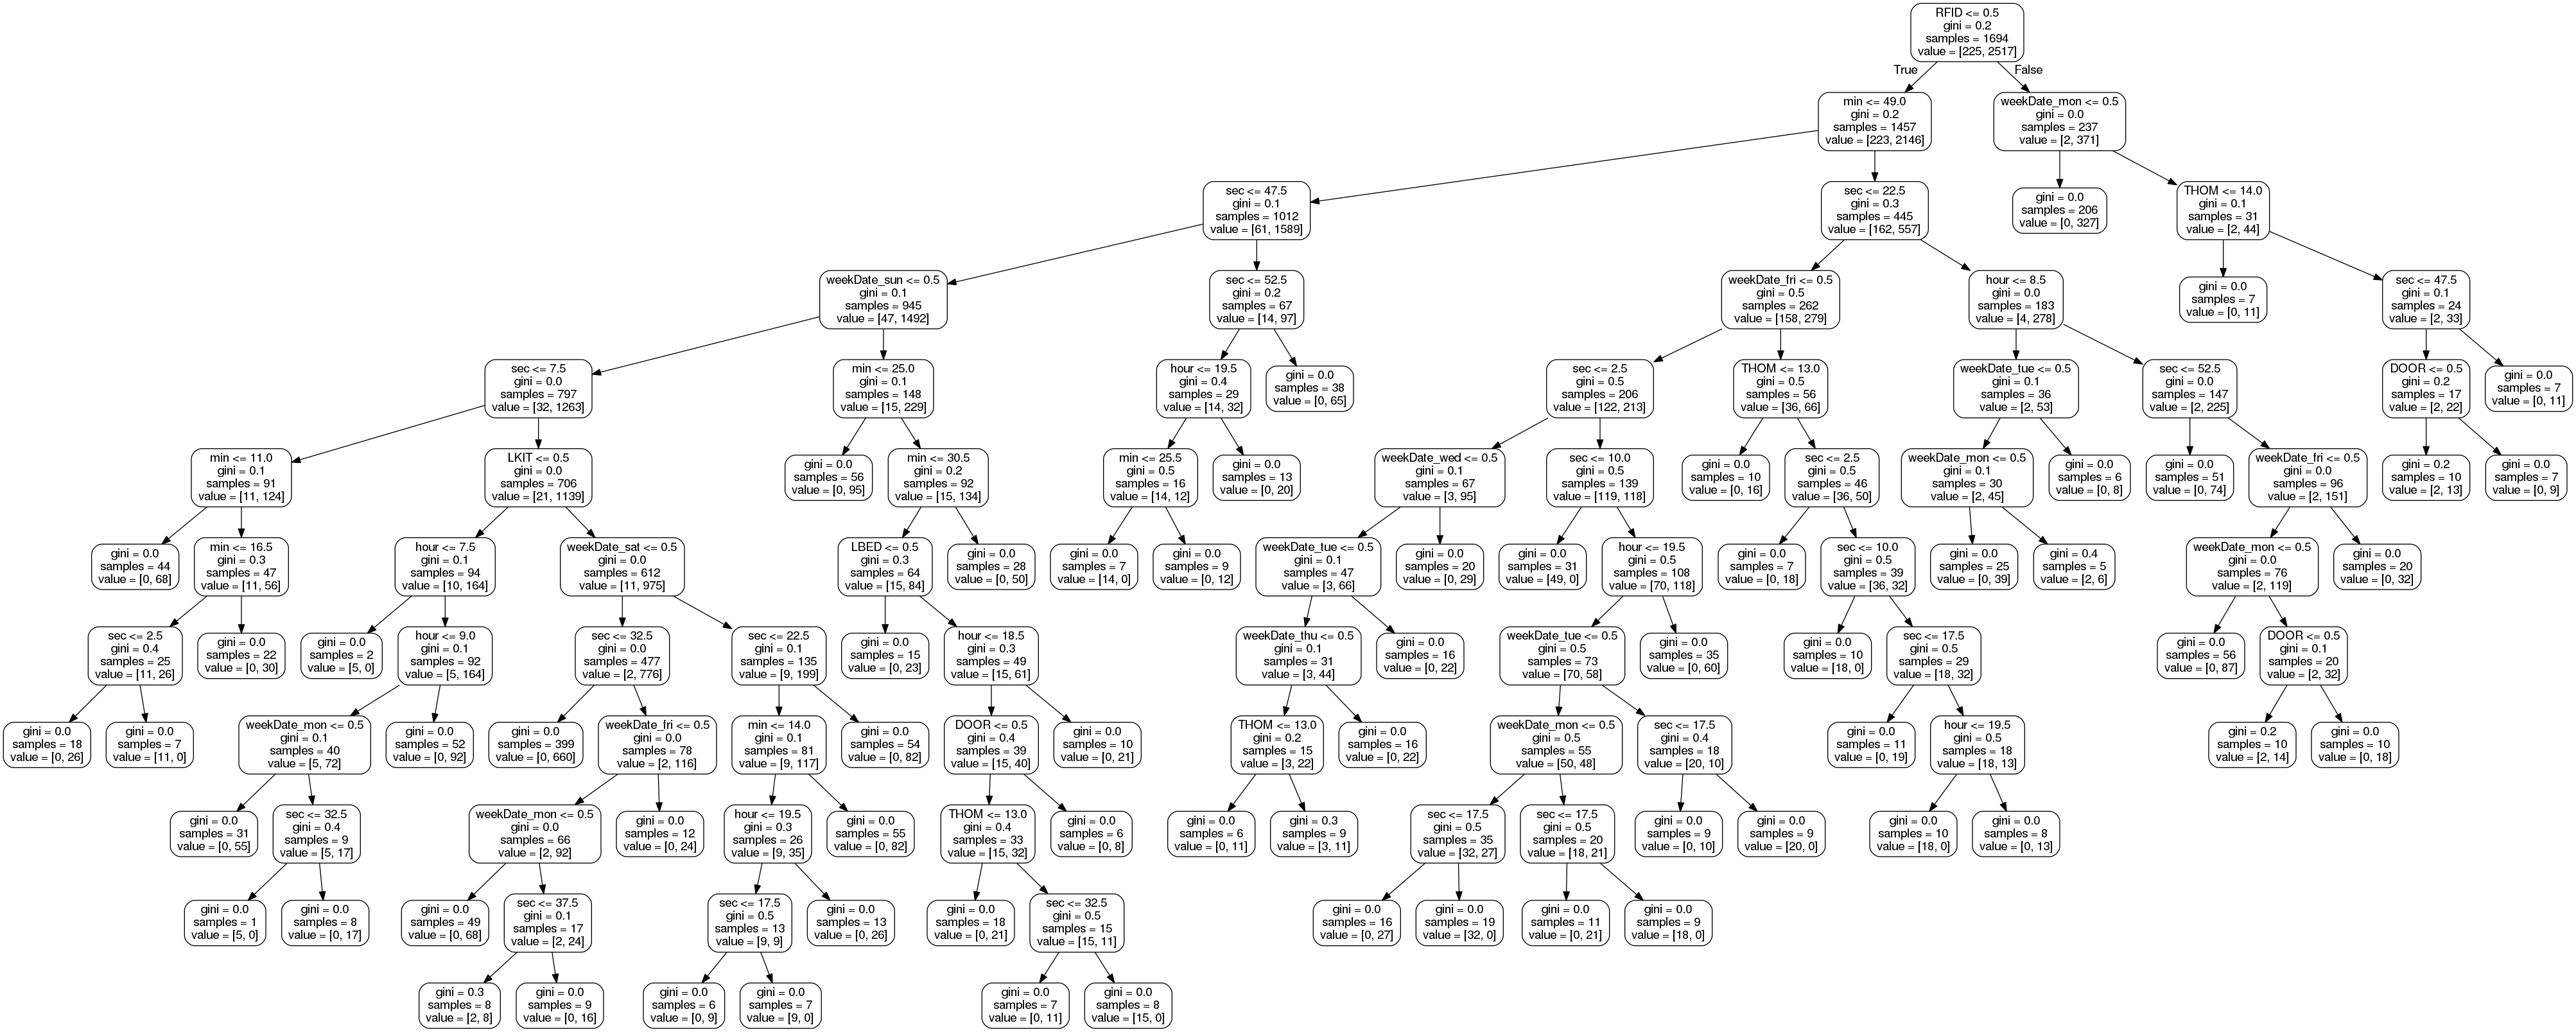 RFID <= 0.5
gini = 0.2
samples = 1694
value = [225, 2517]
True
False
min <= 49.0
gini = 0.2
samples = 1457
value = [223, 2146]
weekDate_mon <= 0.5
gini = 0.0
samples = 237
value = [2, 371]
sec <= 47.5
gini = 0.1
samples = 1012
value = [61, 1589]
sec <= 22.5
gini = 0.3
samples = 445
value = [162, 557]
gini = 0.0
samples = 206
value = [0, 327]
THOM <= 14.0
gini = 0.1
samples = 31
value = [2, 44]
weekDate_sun <= 0.5
gini = 0.1
samples = 945
value = [47, 1492]
sec <= 52.5
gini = 0.2
samples = 67
value = [14, 97]
weekDate_fri <= 0.5
gini = 0.5
samples = 262
value = [158, 279]
hour <= 8.5
gini = 0.0
samples = 183
value = [4, 278]
gini = 0.0
samples = 7
value = [0, 11]
sec <= 47.5
gini = 0.1
samples = 24
value = [2, 33]
sec <= 7.5
gini = 0.0
samples = 797
value = [32, 1263]
min <= 25.0
gini = 0.1
samples = 148
value = [15, 229]
hour <= 19.5
gini = 0.4
samples = 29
value = [14, 32]
gini = 0.0
samples = 38
value = [0, 65]
sec <= 2.5
gini = 0.5
samples = 206
value = [122, 213]
THOM <= 13.0
gini = 0.5
samples = 56
value = [36, 66]
weekDate_tue <= 0.5
gini = 0.1
samples = 36
value = [2, 53]
sec <= 52.5
gini = 0.0
samples = 147
value = [2, 225]
DOOR <= 0.5
gini = 0.2
samples = 17
value = [2, 22]
gini = 0.0
samples = 7
value = [0, 11]
min <= 11.0
gini = 0.1
samples = 91
value = [11, 124]
LKIT <= 0.5
gini = 0.0
samples = 706
value = [21, 1139]
gini = 0.0
samples = 56
value = [0, 95]
min <= 30.5
gini = 0.2
samples = 92
value = [15, 134]
min <= 25.5
gini = 0.5
samples = 16
value = [14, 12]
gini = 0.0
samples = 13
value = [0, 20]
weekDate_wed <= 0.5
gini = 0.1
samples = 67
value = [3, 95]
sec <= 10.0
gini = 0.5
samples = 139
value = [119, 118]
gini = 0.0
samples = 10
value = [0, 16]
sec <= 2.5
gini = 0.5
samples = 46
value = [36, 50]
weekDate_mon <= 0.5
gini = 0.1
samples = 30
value = [2, 45]
gini = 0.0
samples = 6
value = [0, 8]
gini = 0.0
samples = 51
value = [0, 74]
weekDate_fri <= 0.5
gini = 0.0
samples = 96
value = [2, 151]
gini = 0.2
samples = 10
value = [2, 13]
gini = 0.0
samples = 7
value = [0, 9]
gini = 0.0
samples = 44
value = [0, 68]
min <= 16.5
gini = 0.3
samples = 47
value = [11, 56]
hour <= 7.5
gini = 0.1
samples = 94
value = [10, 164]
weekDate_sat <= 0.5
gini = 0.0
samples = 612
value = [11, 975]
LBED <= 0.5
gini = 0.3
samples = 64
value = [15, 84]
gini = 0.0
samples = 28
value = [0, 50]
gini = 0.0
samples = 7
value = [14, 0]
gini = 0.0
samples = 9
value = [0, 12]
weekDate_tue <= 0.5
gini = 0.1
samples = 47
value = [3, 66]
gini = 0.0
samples = 20
value = [0, 29]
gini = 0.0
samples = 31
value = [49, 0]
hour <= 19.5
gini = 0.5
samples = 108
value = [70, 118]
gini = 0.0
samples = 7
value = [0, 18]
sec <= 10.0
gini = 0.5
samples = 39
value = [36, 32]
gini = 0.0
samples = 25
value = [0, 39]
gini = 0.4
samples = 5
value = [2, 6]
weekDate_mon <= 0.5
gini = 0.0
samples = 76
value = [2, 119]
gini = 0.0
samples = 20
value = [0, 32]
sec <= 2.5
gini = 0.4
samples = 25
value = [11, 26]
gini = 0.0
samples = 22
value = [0, 30]
gini = 0.0
samples = 2
value = [5, 0]
hour <= 9.0
gini = 0.1
samples = 92
value = [5, 164]
sec <= 32.5
gini = 0.0
samples = 477
value = [2, 776]
sec <= 22.5
gini = 0.1
samples = 135
value = [9, 199]
gini = 0.0
samples = 15
value = [0, 23]
hour <= 18.5
gini = 0.3
samples = 49
value = [15, 61]
weekDate_thu <= 0.5
gini = 0.1
samples = 31
value = [3, 44]
gini = 0.0
samples = 16
value = [0, 22]
weekDate_tue <= 0.5
gini = 0.5
samples = 73
value = [70, 58]
gini = 0.0
samples = 35
value = [0, 60]
gini = 0.0
samples = 10
value = [18, 0]
sec <= 17.5
gini = 0.5
samples = 29
value = [18, 32]
gini = 0.0
samples = 56
value = [0, 87]
DOOR <= 0.5
gini = 0.1
samples = 20
value = [2, 32]
gini = 0.0
samples = 18
value = [0, 26]
gini = 0.0
samples = 7
value = [11, 0]
weekDate_mon <= 0.5
gini = 0.1
samples = 40
value = [5, 72]
gini = 0.0
samples = 52
value = [0, 92]
gini = 0.0
samples = 399
value = [0, 660]
weekDate_fri <= 0.5
gini = 0.0
samples = 78
value = [2, 116]
min <= 14.0
gini = 0.1
samples = 81
value = [9, 117]
gini = 0.0
samples = 54
value = [0, 82]
DOOR <= 0.5
gini = 0.4
samples = 39
value = [15, 40]
gini = 0.0
samples = 10
value = [0, 21]
THOM <= 13.0
gini = 0.2
samples = 15
value = [3, 22]
gini = 0.0
samples = 16
value = [0, 22]
weekDate_mon <= 0.5
gini = 0.5
samples = 55
value = [50, 48]
sec <= 17.5
gini = 0.4
samples = 18
value = [20, 10]
gini = 0.0
samples = 11
value = [0, 19]
hour <= 19.5
gini = 0.5
samples = 18
value = [18, 13]
gini = 0.2
samples = 10
value = [2, 14]
gini = 0.0
samples = 10
value = [0, 18]
gini = 0.0
samples = 31
value = [0, 55]
sec <= 32.5
gini = 0.4
samples = 9
value = [5, 17]
weekDate_mon <= 0.5
gini = 0.0
samples = 66
value = [2, 92]
gini = 0.0
samples = 12
value = [0, 24]
hour <= 19.5
gini = 0.3
samples = 26
value = [9, 35]
gini = 0.0
samples = 55
value = [0, 82]
THOM <= 13.0
gini = 0.4
samples = 33
value = [15, 32]
gini = 0.0
samples = 6
value = [0, 8]
gini = 0.0
samples = 6
value = [0, 11]
gini = 0.3
samples = 9
value = [3, 11]
sec <= 17.5
gini = 0.5
samples = 35
value = [32, 27]
sec <= 17.5
gini = 0.5
samples = 20
value = [18, 21]
gini = 0.0
samples = 9
value = [0, 10]
gini = 0.0
samples = 9
value = [20, 0]
gini = 0.0
samples = 10
value = [18, 0]
gini = 0.0
samples = 8
value = [0, 13]
gini = 0.0
samples = 1
value = [5, 0]
gini = 0.0
samples = 8
value = [0, 17]
gini = 0.0
samples = 49
value = [0, 68]
sec <= 37.5
gini = 0.1
samples = 17
value = [2, 24]
sec <= 17.5
gini = 0.5
samples = 13
value = [9, 9]
gini = 0.0
samples = 13
value = [0, 26]
gini = 0.0
samples = 18
value = [0, 21]
sec <= 32.5
gini = 0.5
samples = 15
value = [15, 11]
gini = 0.0
samples = 16
value = [0, 27]
gini = 0.0
samples = 19
value = [32, 0]
gini = 0.0
samples = 11
value = [0, 21]
gini = 0.0
samples = 9
value = [18, 0]
gini = 0.3
samples = 8
value = [2, 8]
gini = 0.0
samples = 9
value = [0, 16]
gini = 0.0
samples = 6
value = [0, 9]
gini = 0.0
samples = 7
value = [9, 0]
gini = 0.0
samples = 7
value = [0, 11]
gini = 0.0
samples = 8
value = [15, 0]